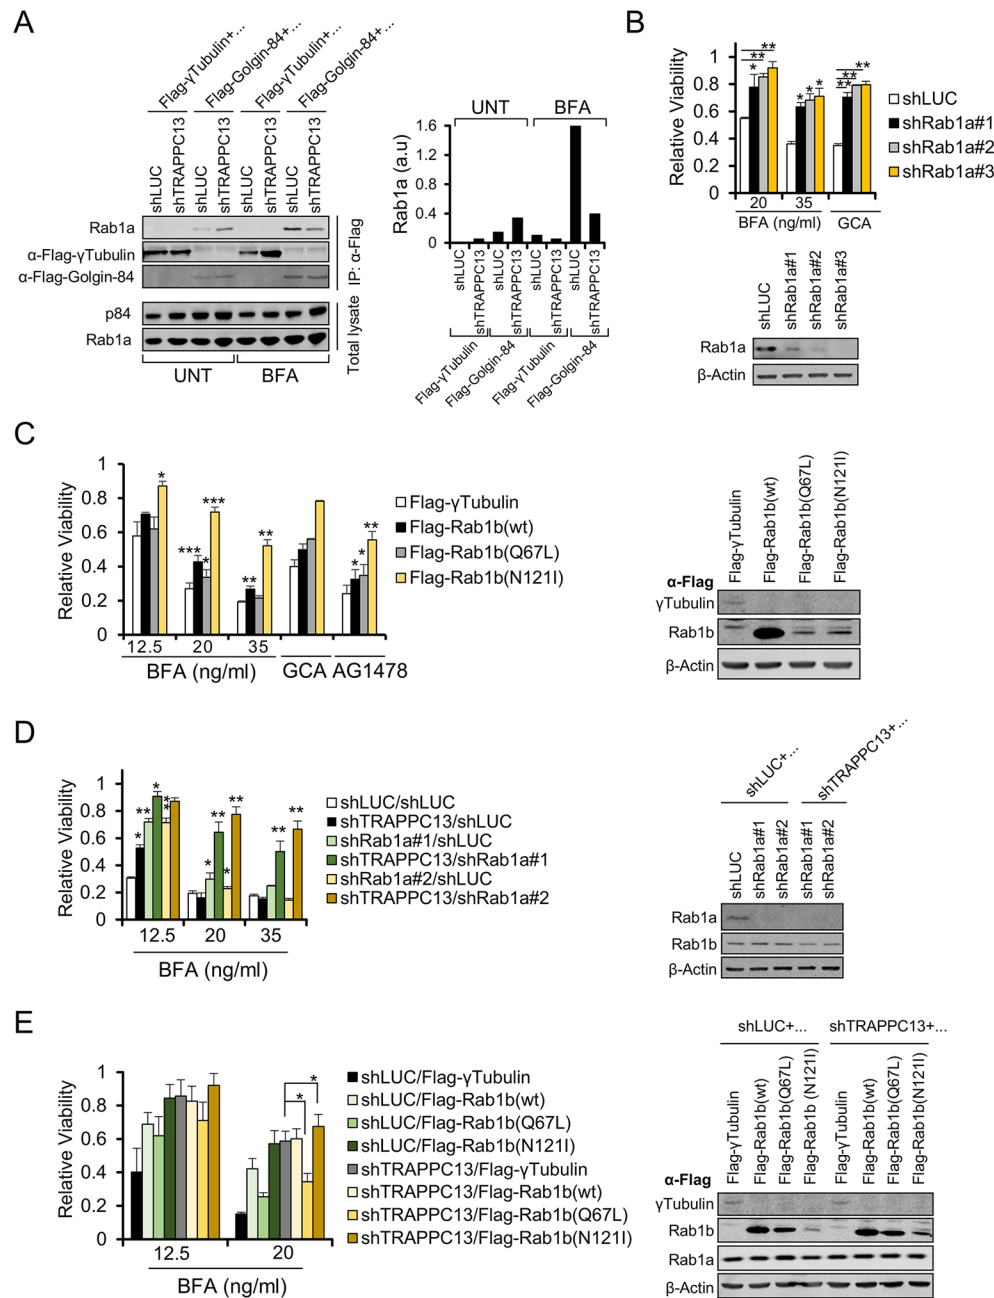 A
Flag-γTubulin+...
Flag-Golgin-84+...
Flag-γTubulin+...
Flag-Golgin-84+...
shLUC
shTRAPPC13
shLUC
shTRAPPC13
shLUC
shTRAPPC13
shLUC
shTRAPPC13
Rab1a
α-Flag-γTubulin
α-Flag-Golgin-84
IP: α-Flag
p84
Rab1a
Total lysate
UNT
BFA
UNT
BFA
Rab1a (a.u)
1.6
1.2
0.8
0.4
0
shLUC
shTRAPPC13
shLUC
shTRAPPC13
shLUC
shTRAPPC13
shLUC
shTRAPPC13
Flag-γTubulin
Flag-Golgin-84
Flag-γTubulin
Flag-Golgin-84
B
Relative Viability
1
0.8
0.6
0.4
0.2
0
* ** **
* * *
** ** **
20
35
BFA (ng/ml)
GCA
shLUC
shRab1a#1
shRab1a#2
shRab1a#3
shLUC
shRab1a#1
shRab1a#2
shRab1a#3
Rab1a
β-Actin
C
Relative Viability
1
0.8
0.6
0.4
0.2
0
*
*** * ***
** **
* * **
12.5
20
35
BFA (ng/ml)
GCA
AG1478
Flag-γTubulin
Flag-Rab1b(wt)
Flag-Rab1b(Q67L)
Flag-Rab1b(N121I)
Flag-γTubulin
Flag-Rab1b(wt)
Flag-Rab1b(Q67L)
Flag-Rab1b(N121I)
α-Flag
γTubulin
Rab1b
β-Actin
D
Relative Viability
1
0.8
0.6
0.4
0.2
0
* ** * **
* ** * **
** **
12.5
20
35
BFA (ng/ml)
shLUC/shLUC
shTRAPPC13/shLUC
shRab1a#1/shLUC
shTRAPPC13/shRab1a#1
shRab1a#2/shLUC
shTRAPPC13/shRab1a#2
shLUC+...
shTRAPPC13+...
shLUC
shRab1a#1
shRab1a#2
shRab1a#1
shRab1a#2
Rab1a
Rab1b
β-Actin
E
Relative Viability
1
0.8
0.6
0.4
0.2
0
*
*
12.5
20
BFA (ng/ml)
shLUC/Flag-γTubulin
shLUC/Flag-Rab1b(wt)
shLUC/Flag-Rab1b(Q67L)
shLUC/Flag-Rab1b(N121I)
shTRAPPC13/Flag-γTubulin
shTRAPPC13/Flag-Rab1b(wt)
shTRAPPC13/Flag-Rab1b(Q67L)
shTRAPPC13/Flag-Rab1b(N121I)
shLUC+...
shTRAPPC13+...
Flag-γTubulin
Flag-Rab1b(wt)
Flag-Rab1b(Q67L)
Flag-Rab1b (N121I)
Flag-γTubulin
Flag-Rab1b(wt)
Flag-Rab1b(Q67L)
Flag-Rab1b(N121I)
α-Flag
γTubulin
Rab1b
Rab1a
β-Actin